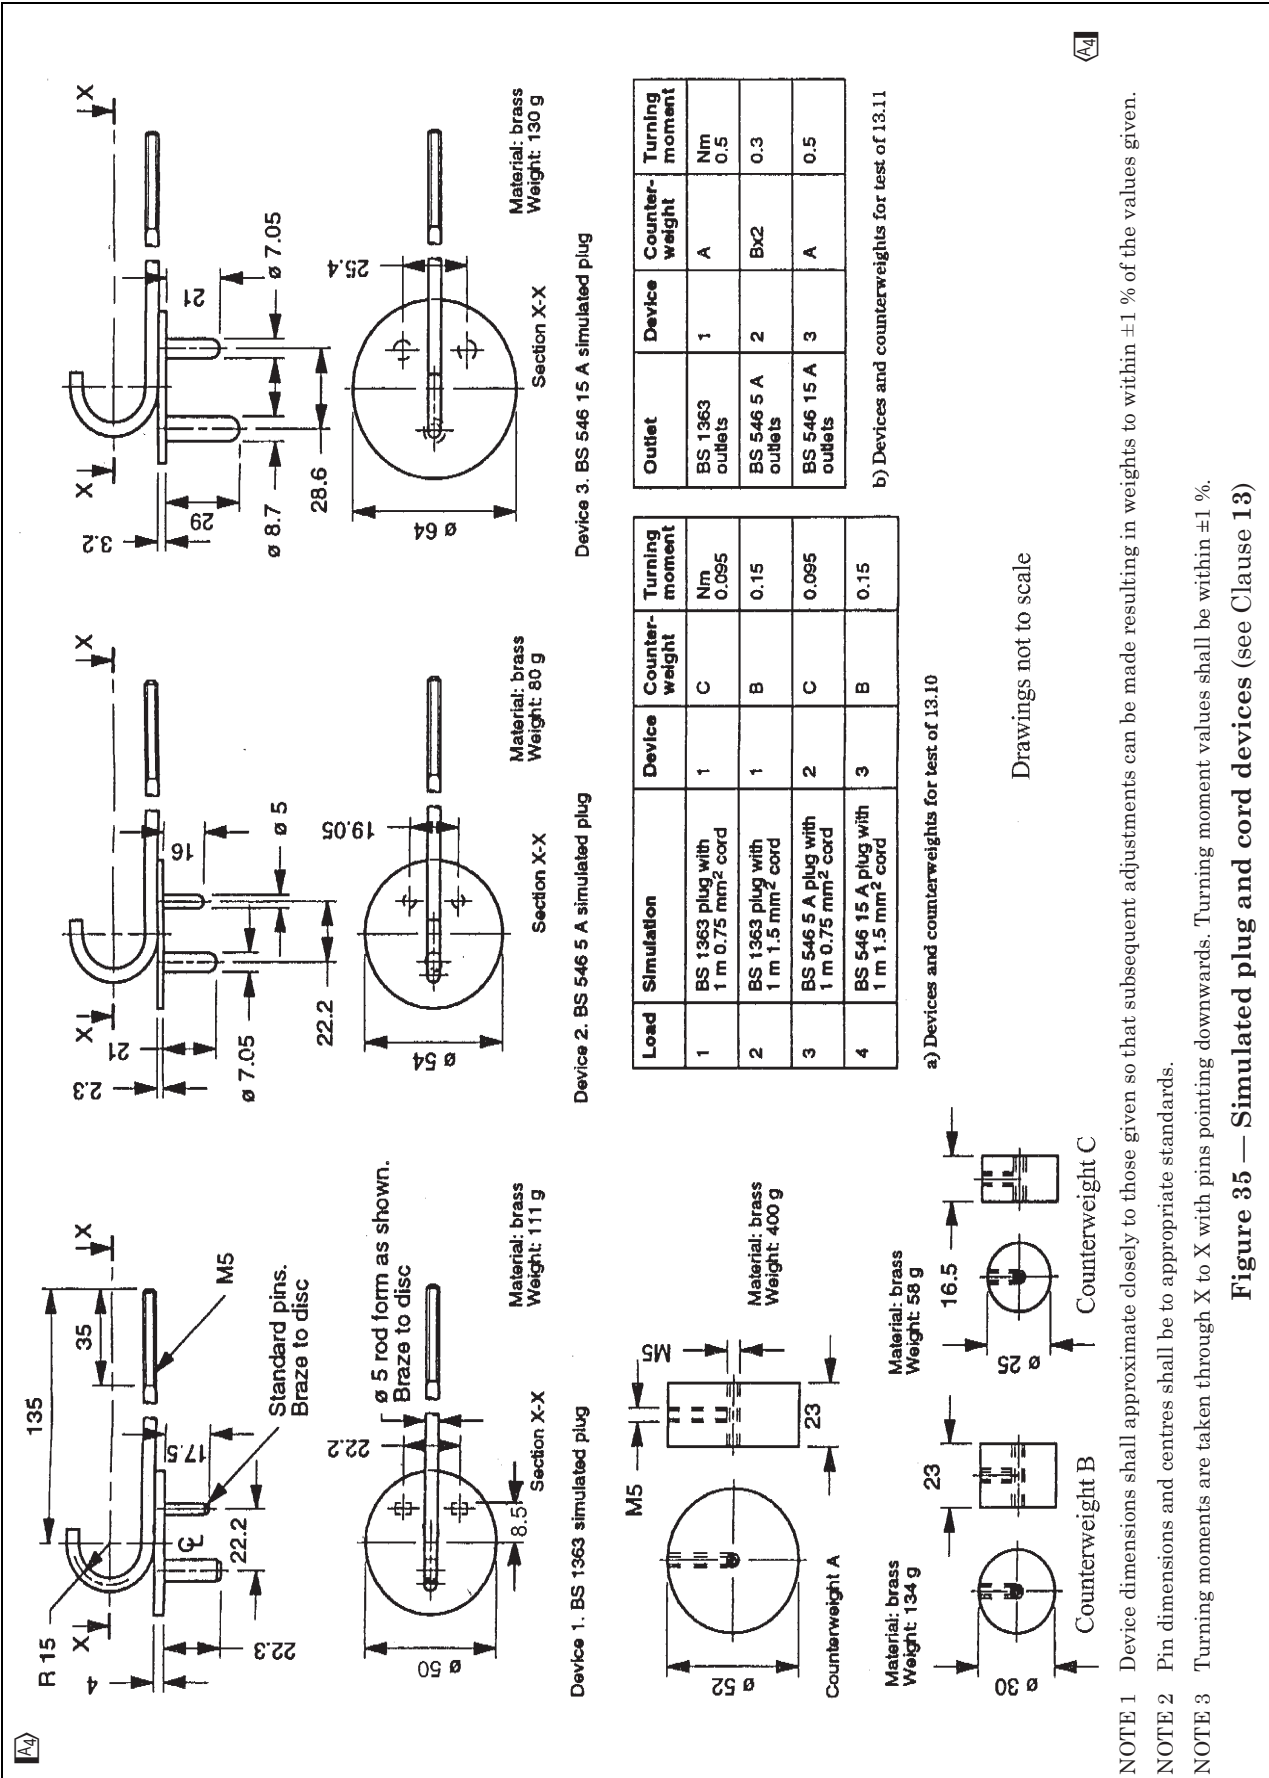 A4
R 15
135
35
X
X
4
17.5
22.3
CL
22.2
M5
Standard pins.
Braze to disc
ø 50
22.2
8.5
ø 5 rod form as shown.
Braze to disc
Section X-X
Material: brass
Weight: 111 g
Device 1. BS 1363 simulated plug
X
X
2.3
21
16
ø 7.05
ø 5
22.2
ø 54
19.05
Section X-X
Material: brass
Weight: 80 g
Device 2. BS 546 5 A simulated plug
X
X
3.2
29
21
ø 8.7
ø 7.05
28.6
ø 64
25.4
Section X-X
Material: brass
Weight: 130 g
Device 3. BS 546 15 A simulated plug
M5
M5
ø 52
23
Material: brass
Weight: 400 g
Counterweight A
Material: brass
Weight: 134 g
23
ø 30
Counterweight B
Material: brass
Weight: 58 g
16.5
ø 25
Counterweight C
Load Simulation Device Counter-weight Turning moment
1 BS 1363 plug with 1 m 0.75 mm² cord 1 C Nm 0.095
2 BS 1363 plug with 1 m 1.5 mm² cord 1 B 0.15
3 BS 546 5 A plug with 1 m 0.75 mm² cord 2 C 0.095
4 BS 546 15 A plug with 1 m 1.5 mm² cord 3 B 0.15
a) Devices and counterweights for test of 13.10
Outlet Device Counter-weight Turning moment
BS 1363 outlets 1 A Nm 0.5
BS 546 5 A outlets 2 Bx2 0.3
BS 546 15 A outlets 3 A 0.5
b) Devices and counterweights for test of 13.11
Drawings not to scale
A4
NOTE 1 Device dimensions shall approximate closely to those given so that subsequent adjustments can be made resulting in weights to within ±1 % of the values given.
NOTE 2 Pin dimensions and centres shall be to appropriate standards.
NOTE 3 Turning moments are taken through X to X with pins pointing downwards. Turning moment values shall be within ±1 %.
Figure 35 — Simulated plug and cord devices (see Clause 13)